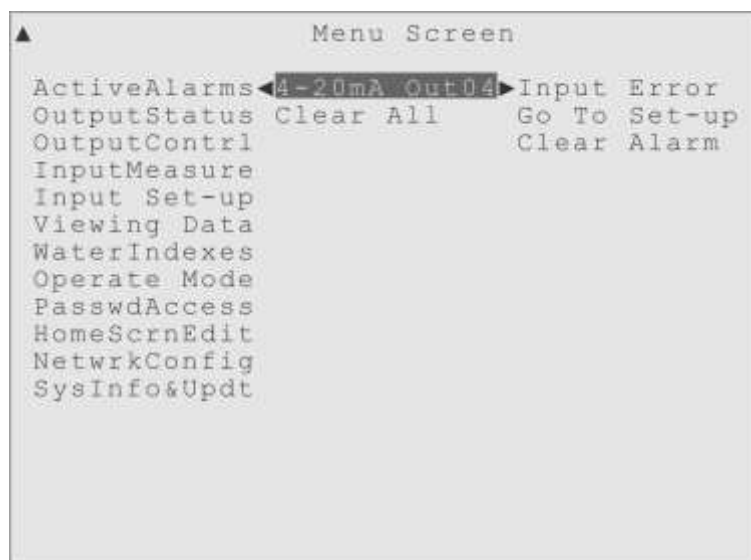 Menu Screen
ActiveAlarms 4-20mA Out04 Input Error
OutputStatus Clear All Go To Set-up
OutputContrl Clear Alarm
InputMeasure
Input Set-up
Viewing Data
WaterIndexes
Operate Mode
PasswdAccess
HomeScrnEdit
NetwrkConfig
SysInfo&Updt